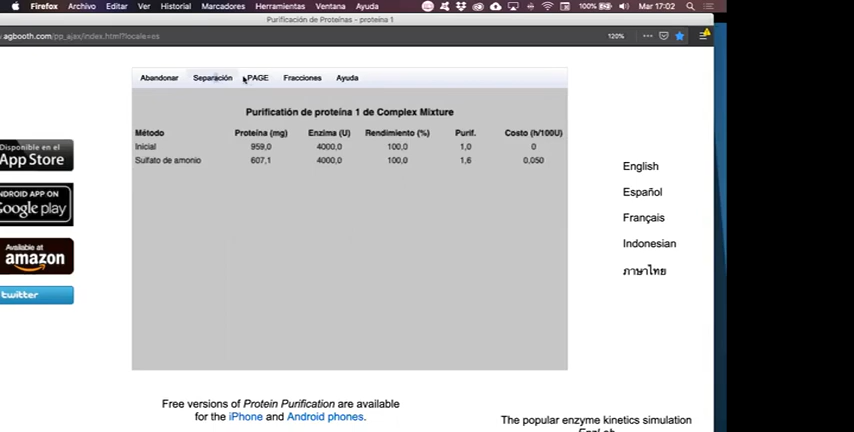 Firefox Archivo Editar Ver Historial Marcadores Herramientas Ventana Ayuda 100% Mar 17:02
Purificación de Proteínas - proteína 1
w.agbooth.com/pp_ajax/index.html?locale=es 120%
Abandonar Separación PAGE Fracciones Ayuda
Purificatión de proteína 1 de Complex Mixture
Método Proteína (mg) Enzima (U) Rendimiento (%) Purif. Costo (h/100U)
Inicial 959,0 4000,0 100,0 1,0 0
Sulfato de amonio 607,1 4000,0 100,0 1,6 0,050
Disponible en el
App Store
ANDROID APP ON
Google play
Available at
amazon
twitter
English
Español
Français
Indonesian
ภาษาไทย
Free versions of Protein Purification are available
for the iPhone and Android phones.
The popular enzyme kinetics simulation